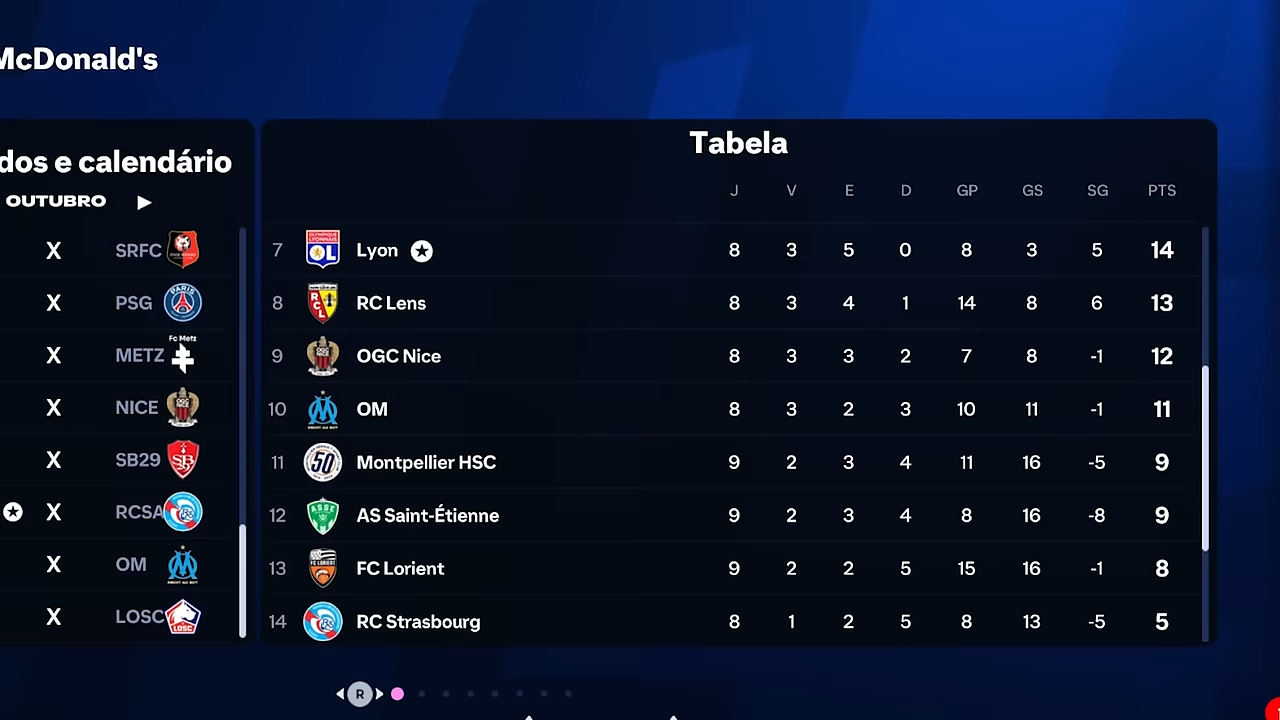 McDonald's
dos e calendário
OUTUBRO
X SRFC
X PSG
X METZ
X NICE
X SB29
X RCSA
X OM
X LOSC
Tabela
J V E D GP GS SG PTS
7 Lyon 8 3 5 0 8 3 5 14
8 RC Lens 8 3 4 1 14 8 6 13
9 OGC Nice 8 3 3 2 7 8 -1 12
10 OM 8 3 2 3 10 11 -1 11
11 Montpellier HSC 9 2 3 4 11 16 -5 9
12 AS Saint-Étienne 9 2 3 4 8 16 -8 9
13 FC Lorient 9 2 2 5 15 16 -1 8
14 RC Strasbourg 8 1 2 5 8 13 -5 5
R